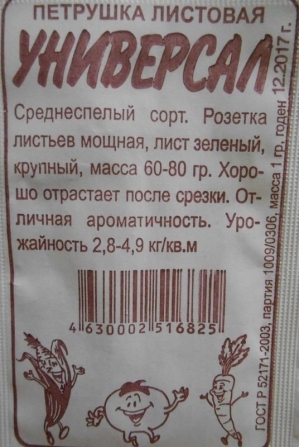 ПЕТРУШКА ЛИСТОВАЯ
УНИВЕРСАЛ
Среднеспелый сорт. Розетка
листьев мощная, лист зеленый,
крупный, масса 60-80 гр. Хоро-
шо отрастает после срезки. От-
личная ароматичность. Уро-
жайность 2,8-4,9 кг/кв.м
4 630002 516825
ГОСТ Р 52171-2003, партия 1009/0306, масса 1 гр, годен 12.2017 г.